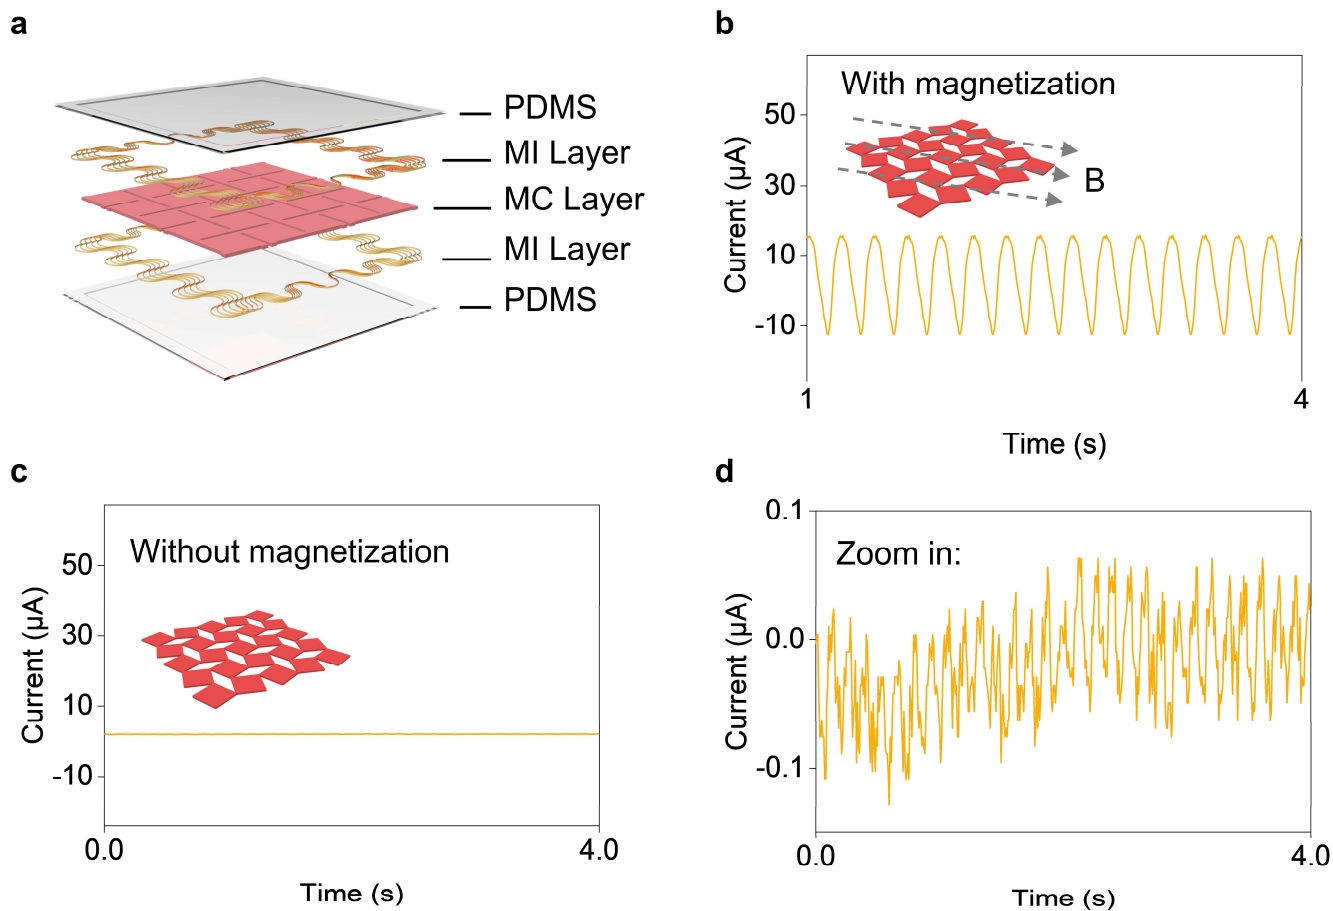 a
PDMS
MI Layer
MC Layer
MI Layer
PDMS
b
With magnetization
B
50
30
10
-10
Current (μA)
1
4
Time (s)
c
Without magnetization
50
30
10
-10
Current (μA)
0.0
4.0
Time (s)
d
Zoom in:
0.1
0.0
-0.1
Current (μA)
0.0
4.0
Time (s)